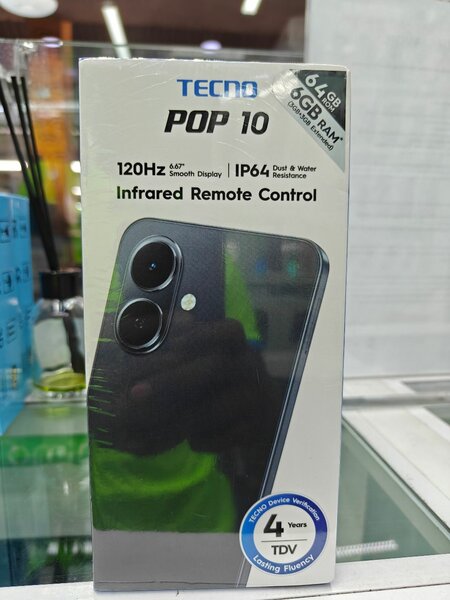 TECNO
POP 10
64GB ROM
6GB RAM*
(3GB+3GB Extended)
120Hz 6.67" Smooth Display | IP64 Dust & Water Resistance
Infrared Remote Control
TECNO Device Verification
4 Years
TDV
Lasting Fluency